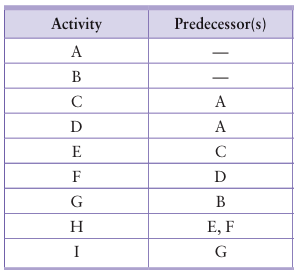 Activity Predecessor(s)
A —
B —
C A
D A
E C
F D
G B
H E, F
I G